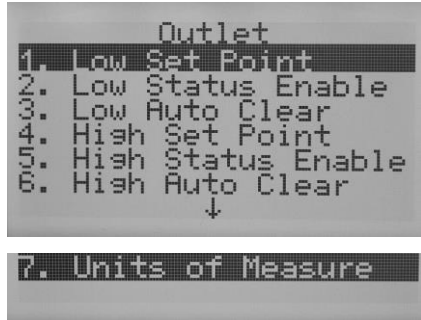 Outlet
1. Low Set Point
2. Low Status Enable
3. Low Auto Clear
4. High Set Point
5. High Status Enable
6. High Auto Clear
↓
7. Units of Measure